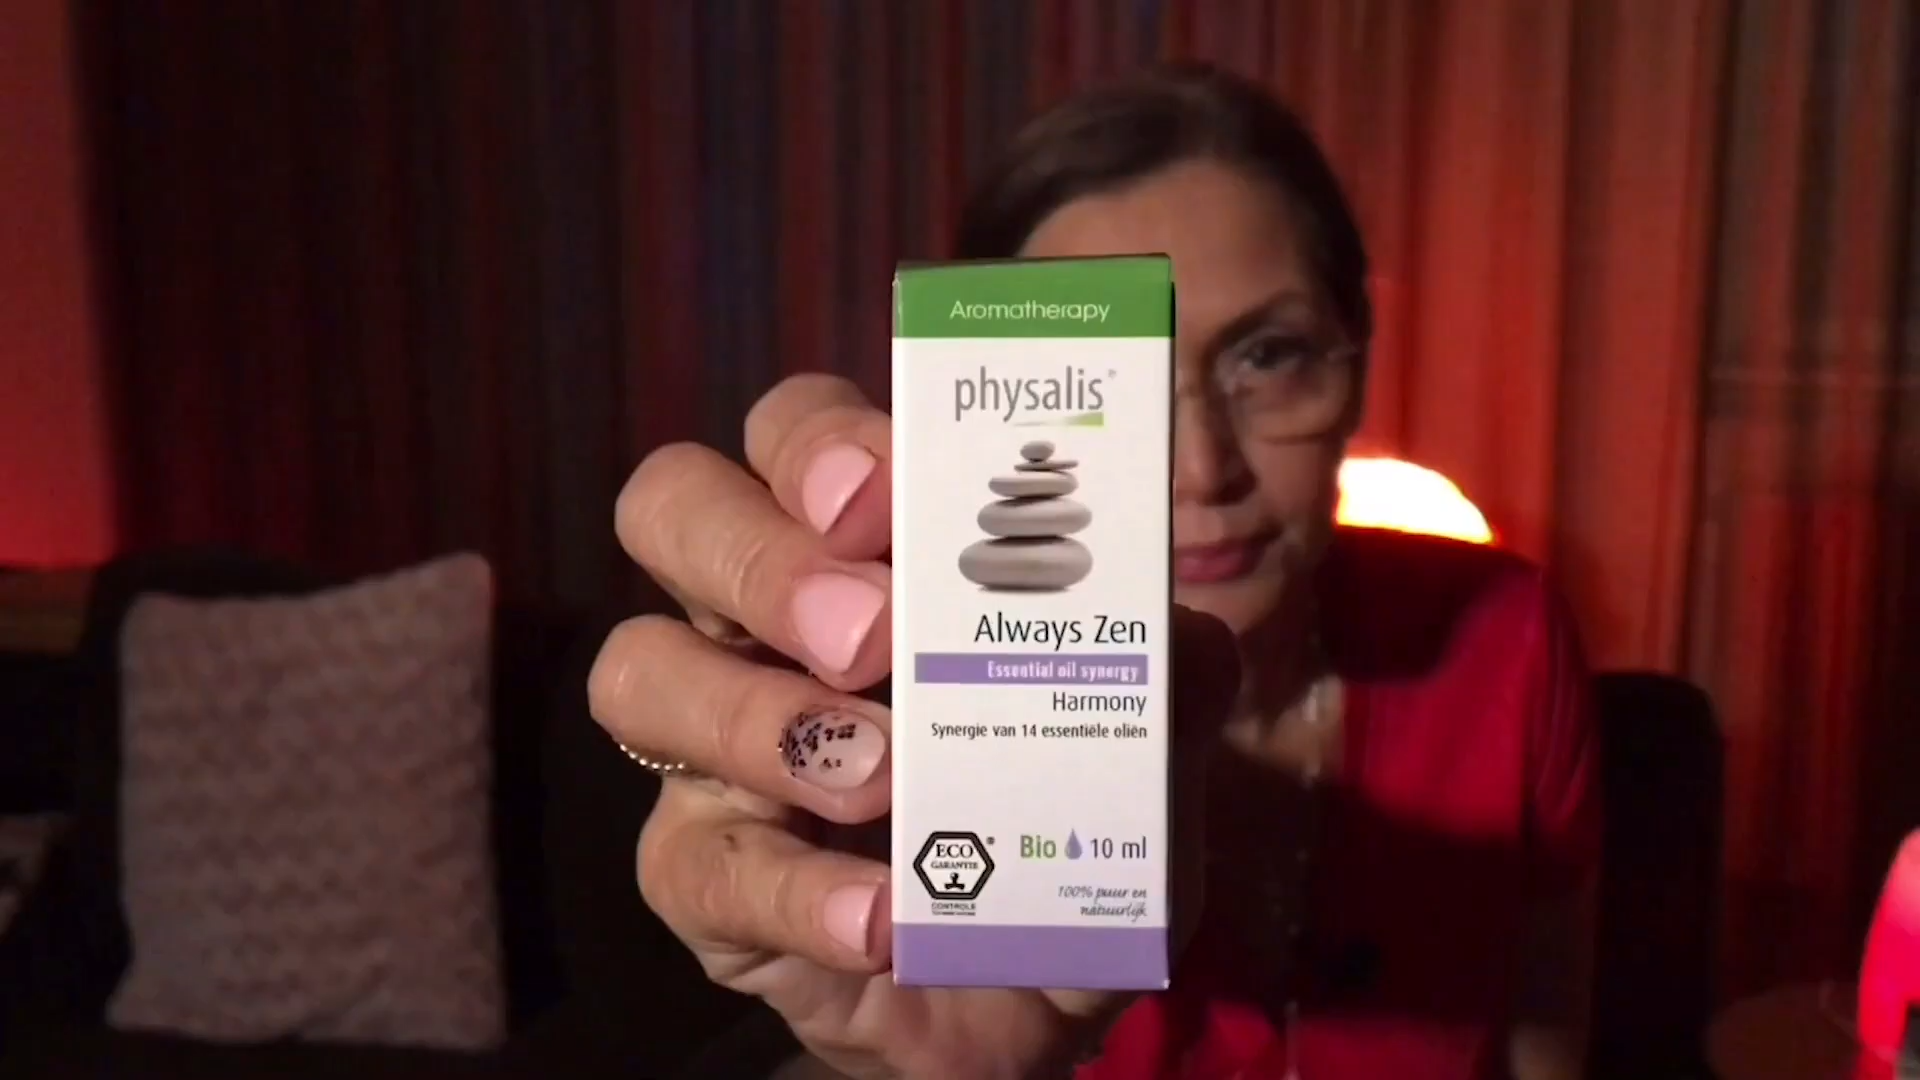 Aromatherapy
physalis®
Always Zen
Essential oil synergy
Harmony
Synergie van 14 essentiële oliën
ECO
GARANTIE
®
CONTROLE
Bio 10 ml
100% puur en
natuurlijk